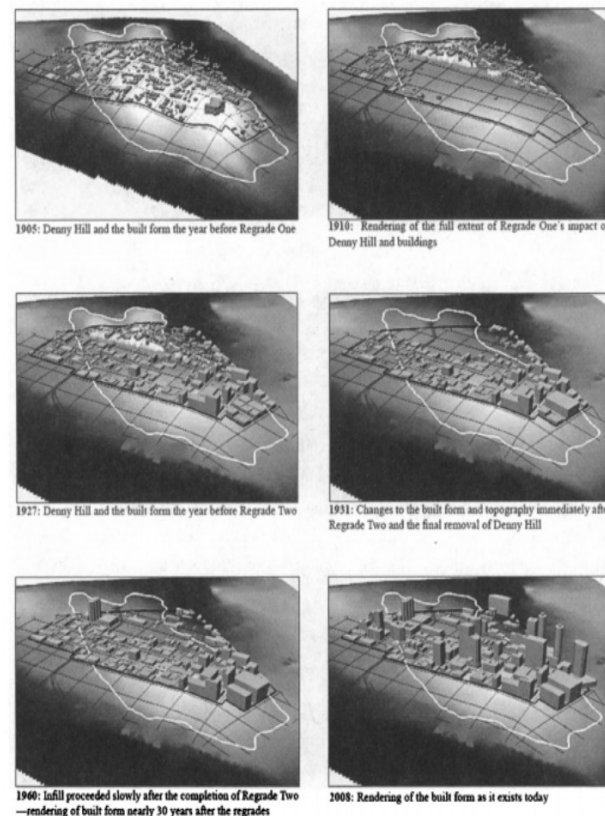 1905: Denny Hill and the built form the year before Regrade One
1910: Rendering of the full extent of Regrade One's impact o
Denny Hill and buildings
1927: Denny Hill and the built form the year before Regrade Two
1931: Changes to the built form and topography immediately afte
Regrade Two and the final removal of Denny Hill
1960: Infill proceeded slowly after the completion of Regrade Two
—rendering of built form nearly 30 years after the regrades
2008: Rendering of the built form as it exists today